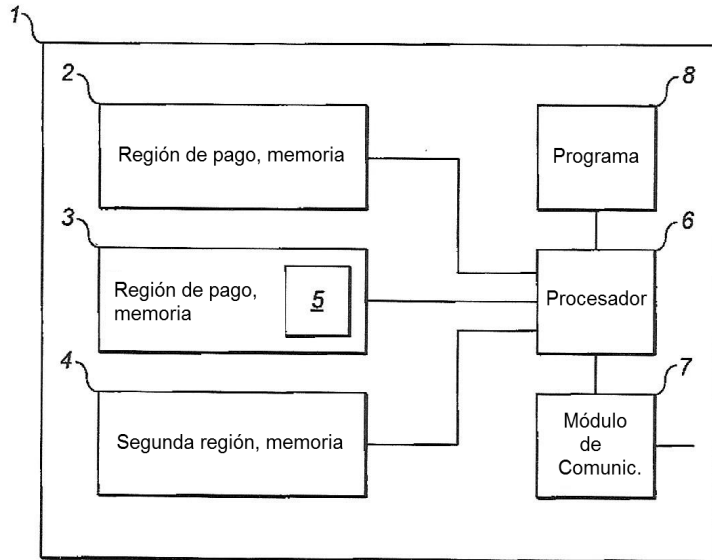 1
2
Región de pago, memoria
8
Programa
3
Región de pago,
memoria
5
6
Procesador
4
Segunda región, memoria
7
Módulo
de
Comunic.